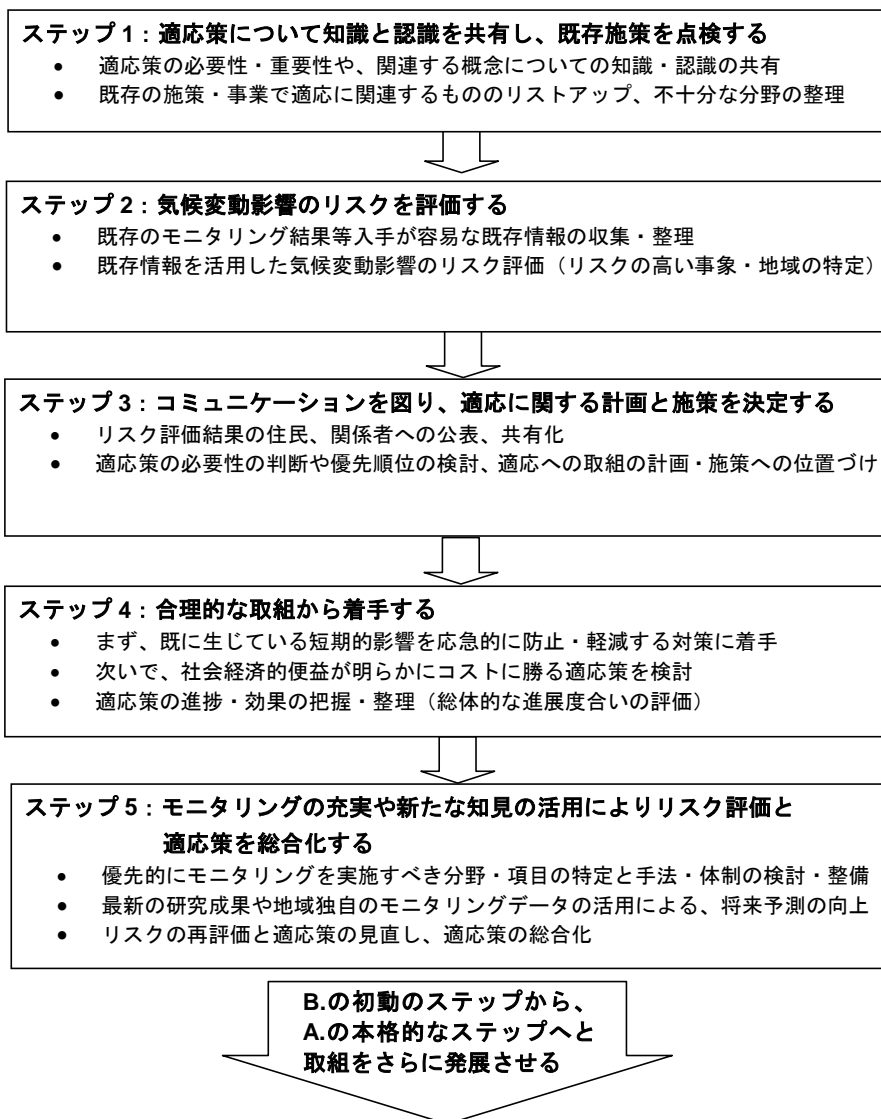 ステップ 1：適応策について知識と認識を共有し、既存施策を点検する
• 適応策の必要性・重要性や、関連する概念についての知識・認識の共有
• 既存の施策・事業で適応に関連するもののリストアップ、不十分な分野の整理
ステップ 2：気候変動影響のリスクを評価する
• 既存のモニタリング結果等入手が容易な既存情報の収集・整理
• 既存情報を活用した気候変動影響のリスク評価（リスクの高い事象・地域の特定）
ステップ 3：コミュニケーションを図り、適応に関する計画と施策を決定する
• リスク評価結果の住民、関係者への公表、共有化
• 適応策の必要性の判断や優先順位の検討、適応への取組の計画・施策への位置づけ
ステップ 4：合理的な取組から着手する
• まず、既に生じている短期的影響を応急的に防止・軽減する対策に着手
• 次いで、社会経済的便益が明らかにコストに勝る適応策を検討
• 適応策の進捗・効果の把握・整理（総体的な進展度合いの評価）
ステップ 5：モニタリングの充実や新たな知見の活用によりリスク評価と
適応策を総合化する
• 優先的にモニタリングを実施すべき分野・項目の特定と手法・体制の検討・整備
• 最新の研究成果や地域独自のモニタリングデータの活用による、将来予測の向上
• リスクの再評価と適応策の見直し、適応策の総合化
B.の初動のステップから、
A.の本格的なステップへと
取組をさらに発展させる